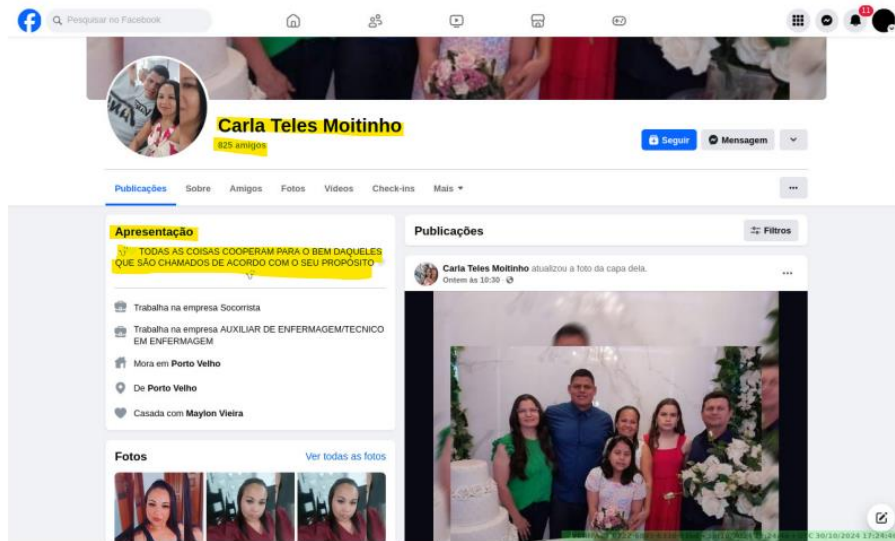 Pesquisar no Facebook
11
Carla Teles Moitinho
825 amigos
Seguir
Mensagem
Publicações Sobre Amigos Fotos Vídeos Check-ins Mais
Apresentação
TODAS AS COISAS COOPERAM PARA O BEM DAQUELES
QUE SÃO CHAMADOS DE ACORDO COM O SEU PROPÓSITO
Trabalha na empresa Socorrista
Trabalha na empresa AUXILIAR DE ENFERMAGEM/TECNICO
EM ENFERMAGEM
Mora em Porto Velho
De Porto Velho
Casada com Maylon Vieira
Fotos
Ver todas as fotos
Publicações
Filtros
Carla Teles Moitinho atualizou a foto da capa dela.
Ontem às 10:30
30/10/2024